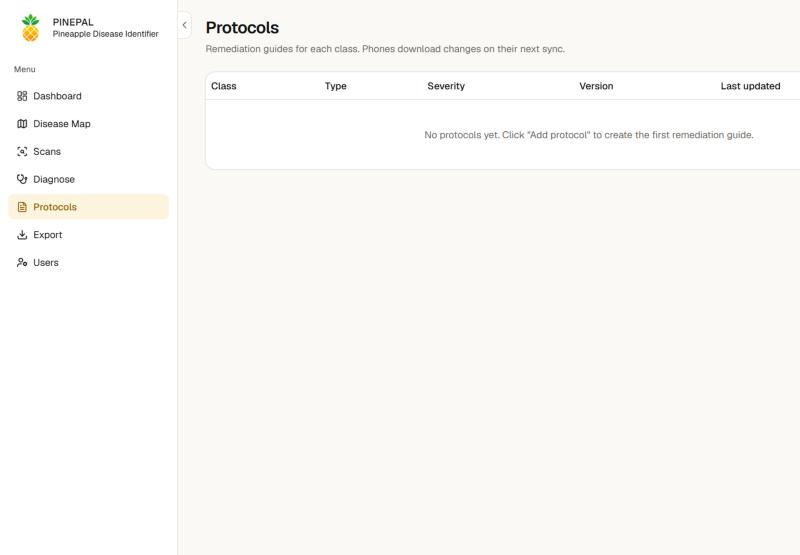 PINEPAL
Pineapple Disease Identifier
Menu
Dashboard
Disease Map
Scans
Diagnose
Protocols
Export
Users
Protocols
Remediation guides for each class. Phones download changes on their next sync.
Class Type Severity Version Last updated
No protocols yet. Click "Add protocol" to create the first remediation guide.